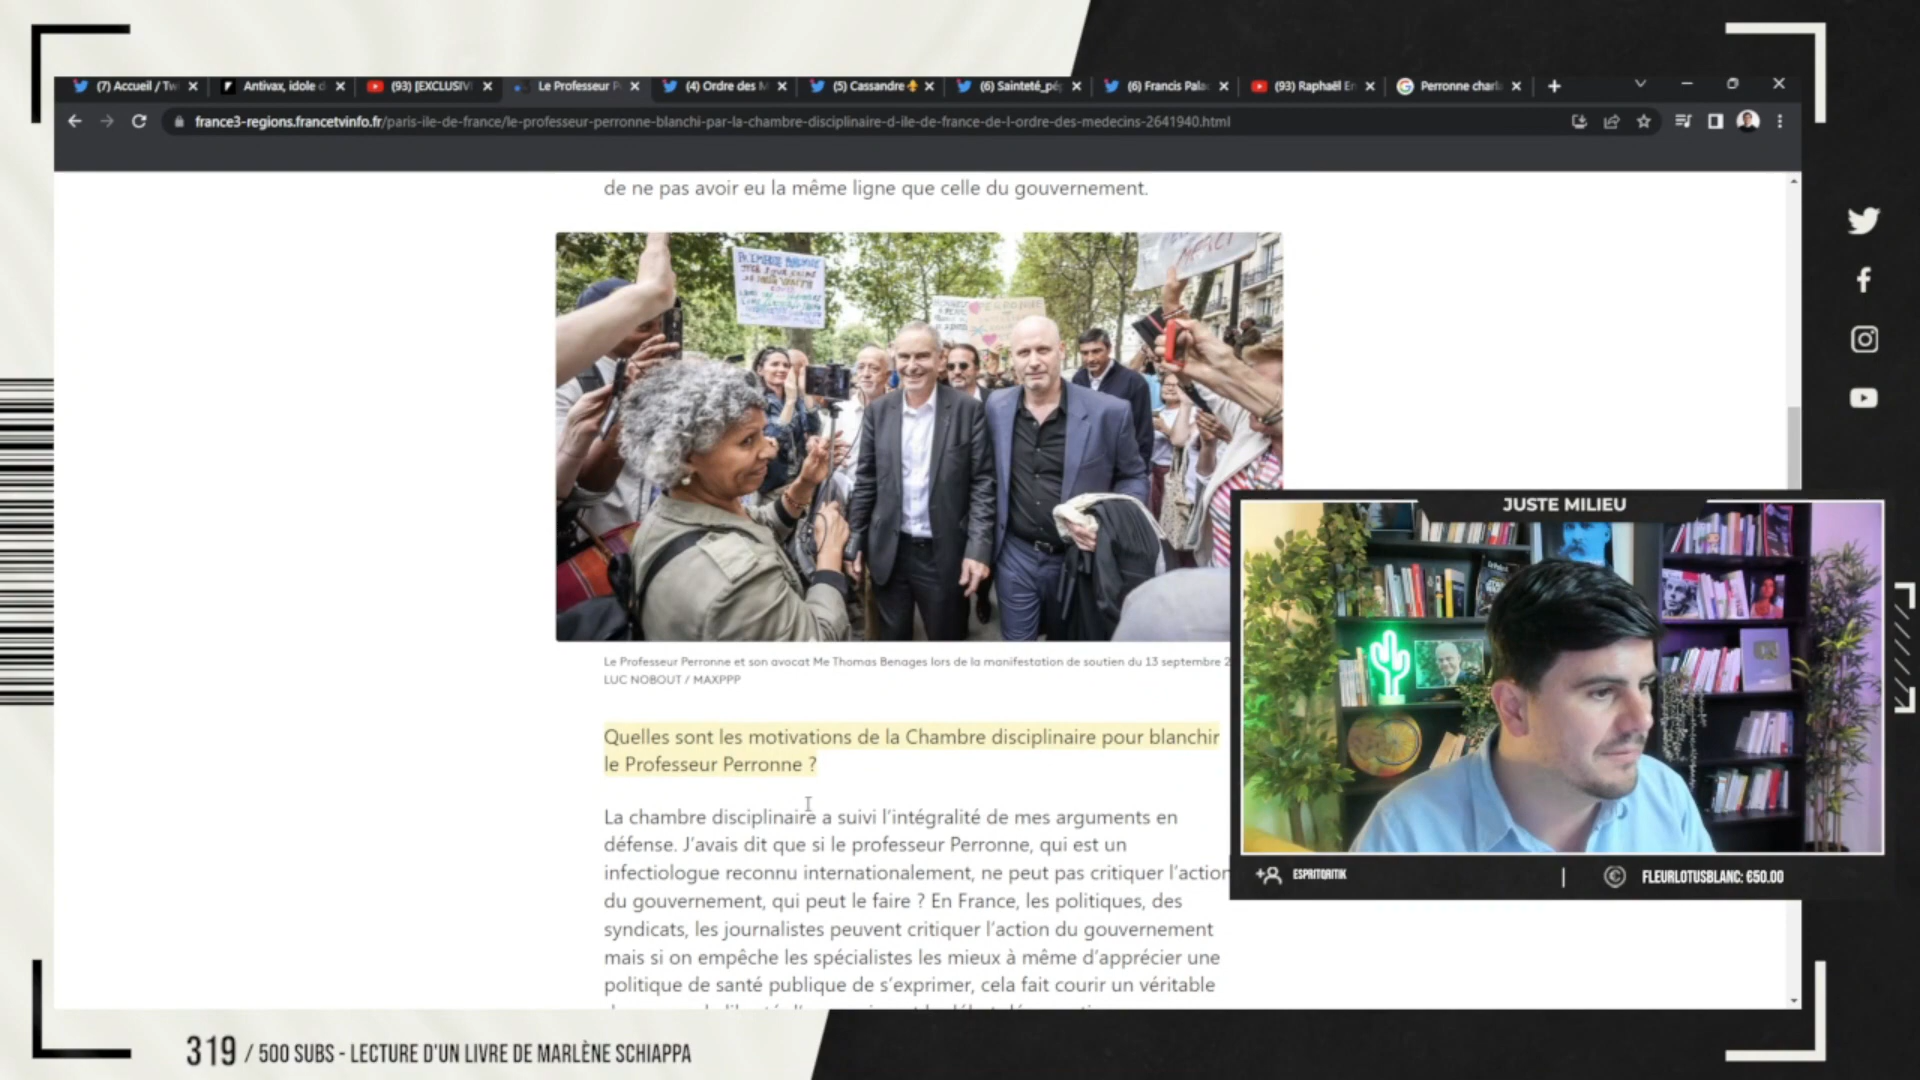 (7) Accueil / Tw
Antivax, idole d
(93) [EXCLUSIV
Le Professeur P
(4) Ordre des M
(5) Cassandre
(6) Sainteté_pé
(6) Francis Pala
(93) Raphaël En
Perronne charl
france3-regions.francetvinfo.fr/paris-ile-de-france/le-professeur-perronne-blanchi-par-la-chambre-disciplinaire-d-ile-de-france-de-l-ordre-des-medecins-2641940.html
de ne pas avoir eu la même ligne que celle du gouvernement.
Le Professeur Perronne et son avocat Me Thomas Benages lors de la manifestation de soutien du 13 septembre 2
LUC NOBOUT / MAXPPP
Quelles sont les motivations de la Chambre disciplinaire pour blanchir
le Professeur Perronne ?
La chambre disciplinaire a suivi l'intégralité de mes arguments en
défense. J'avais dit que si le professeur Perronne, qui est un
infectiologue reconnu internationalement, ne peut pas critiquer l'action
du gouvernement, qui peut le faire ? En France, les politiques, des
syndicats, les journalistes peuvent critiquer l'action du gouvernement
mais si on empêche les spécialistes les mieux à même d'apprécier une
politique de santé publique de s'exprimer, cela fait courir un véritable
JUSTE MILIEU
ESPRITQRITIK
FLEURLOTUSBLANC: €50.00
319 / 500 SUBS - LECTURE D'UN LIVRE DE MARLÈNE SCHIAPPA